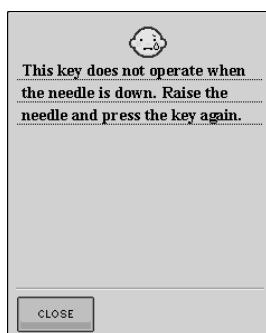 This key does not operate when
the needle is down. Raise the
needle and press the key again.
CLOSE